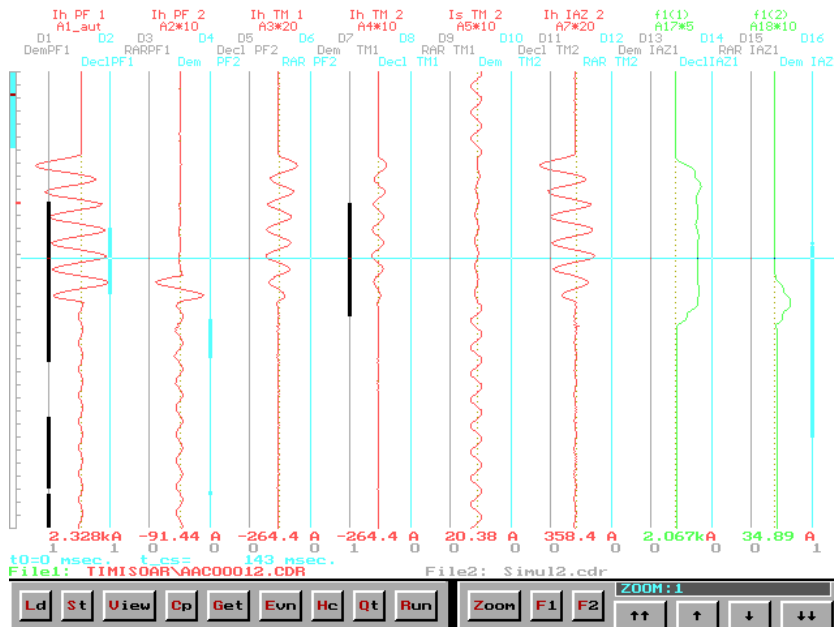 Ih PF 1 Ih PF 2 Ih TM 1 Ih TM 2 Is TM 2 Ih IAZ 2 f1(1) f1(2)
A1_aut A2*10 A3*20 A4*10 A5*10 A7*20 A17*5 A18*10
D1 D2 D3 D4 D5 D6 D7 D8 D9 D10 D11 D12 D13 D14 D15 D16
DemPF1 RARPF1 Decl PF2 Dem TM1 RAR TM1 Decl TM2 Dem IAZ1 RAR IAZ1
DeclPF1 Dem PF2 RAR PF2 Decl TM1 Dem TM2 RAR TM2 DeclIAZ1 Dem IAZ
2.328kA -91.44 A -264.4 A -264.4 A 20.38 A 358.4 A 2.067kA 34.89 A
1 1 0 0 0 0 1 0 0 0 0 0 0 0 0 1
t0=0 msec. t_cs= 143 msec.
File1: TIMISOAR\AAC00012.CDR File2: Simul2.cdr
Ld St View Cp Get Evn Hc Qt Run Zoom F1 F2 ZOOM:1
↑↑ ↑ ↓ ↓↓